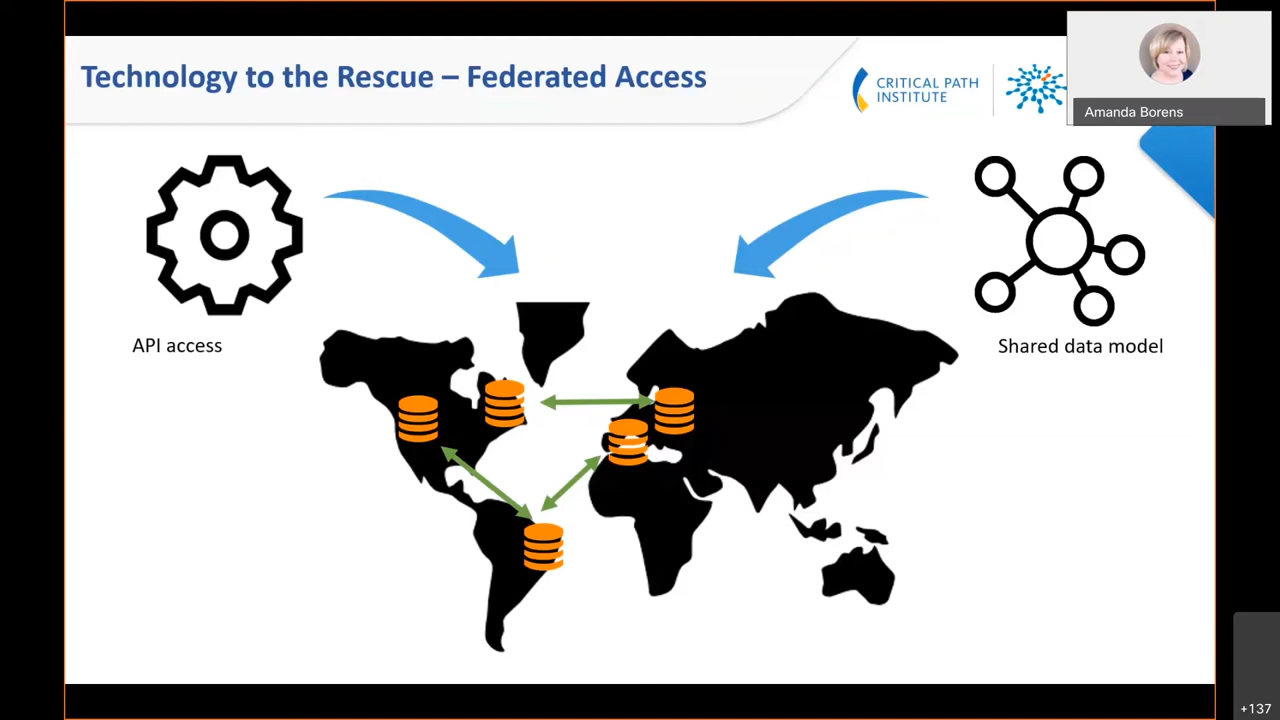 Technology to the Rescue – Federated Access
CRITICAL PATH
INSTITUTE
Amanda Borens
API access
Shared data model
+137